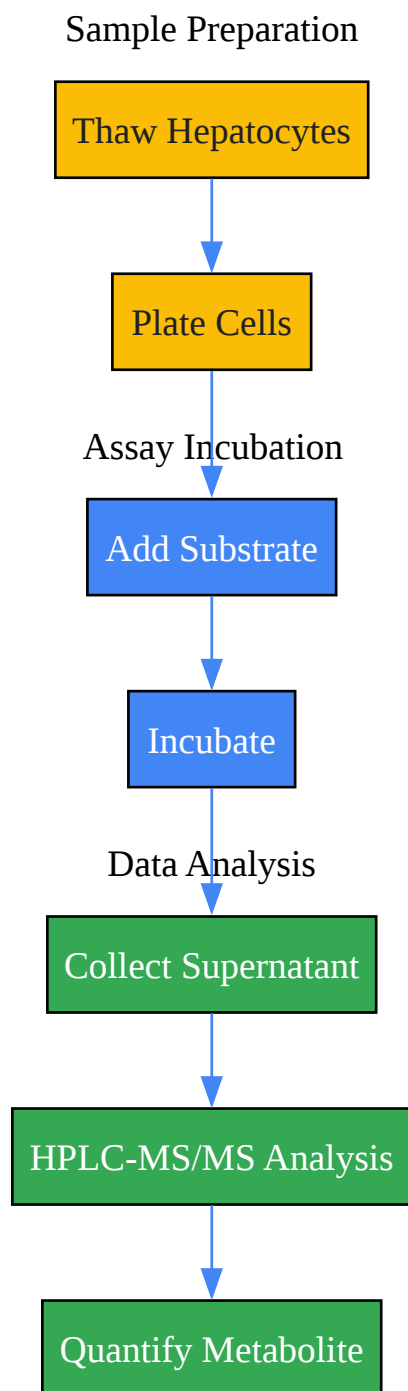 Sample Preparation
Thaw Hepatocytes
Plate Cells
Assay Incubation
Add Substrate
Incubate
Data Analysis
Collect Supernatant
HPLC-MS/MS Analysis
Quantify Metabolite